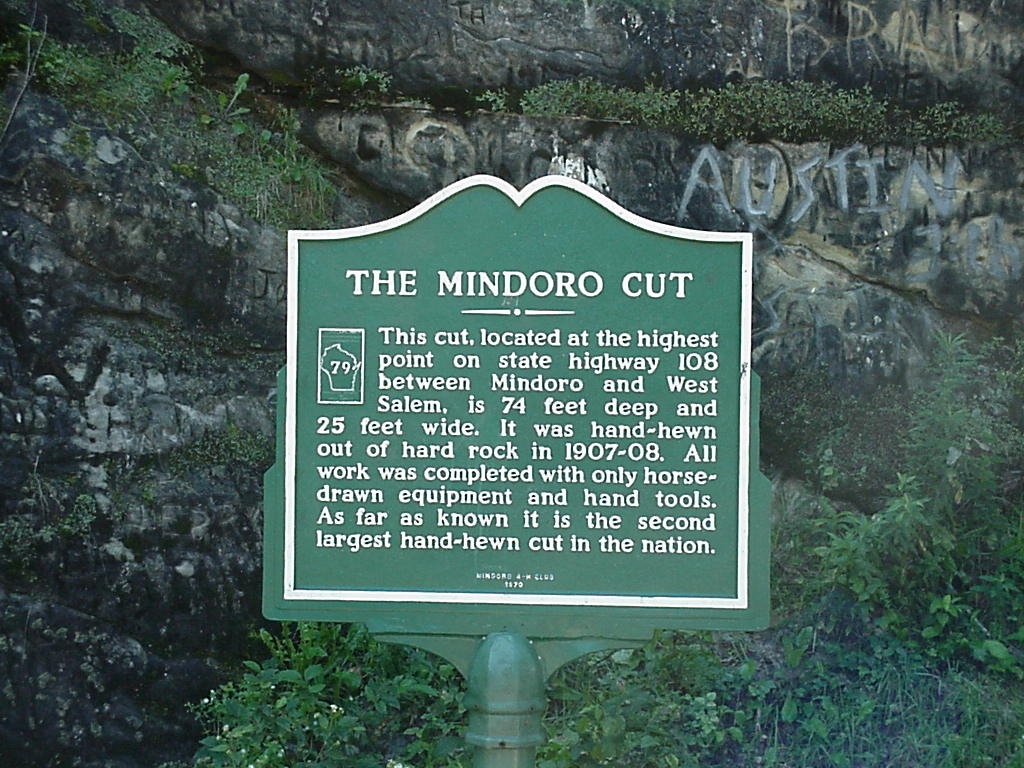 AUSTIN
THE MINDORO CUT
79
This cut, located at the highest
point on state highway 108
between Mindoro and West
Salem, is 74 feet deep and
25 feet wide. It was hand-hewn
out of hard rock in 1907-08. All
work was completed with only horse-
drawn equipment and hand tools.
As far as known it is the second
largest hand-hewn cut in the nation.
MINDORO 4-H CLUB
1970